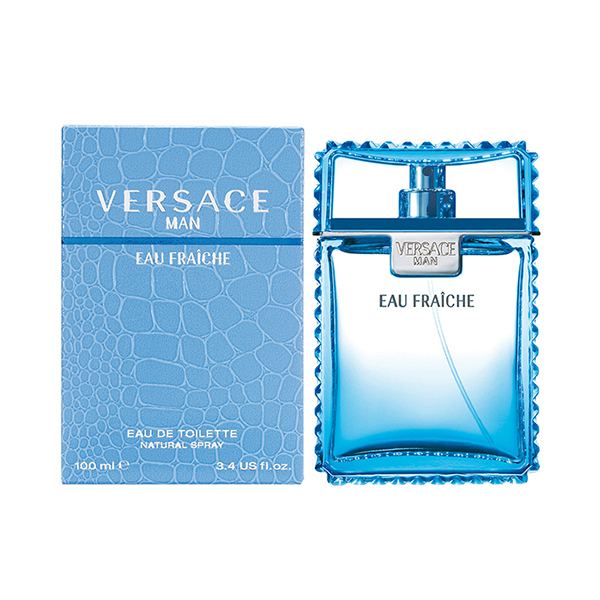 VERSACE
MAN
EAU FRAÎCHE
EAU DE TOILETTE
NATURAL SPRAY
100 ml ℮ 3.4 US fl.oz.
VERSACE
MAN
EAU FRAÎCHE